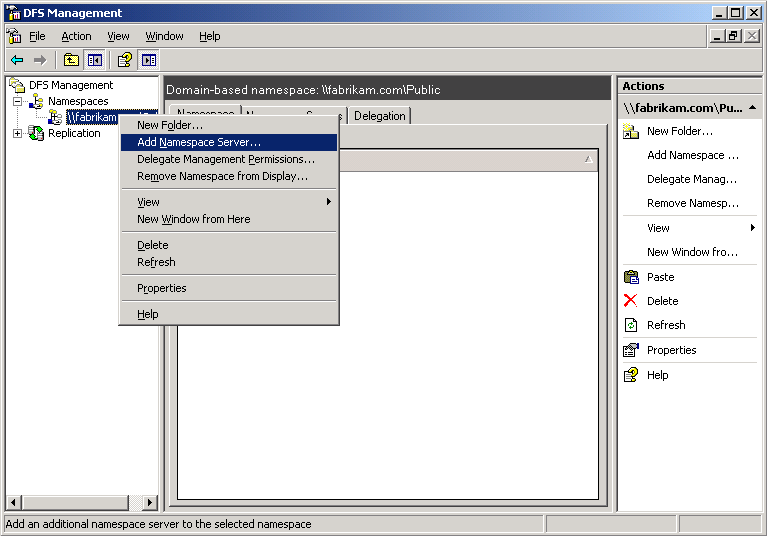 DFS Management
File Action View Window Help
DFS Management
Namespaces
\\fabrikam
Replication
Domain-based namespace: \\fabrikam.com\Public
Delegation
New Folder...
Add Namespace Server...
Delegate Management Permissions...
Remove Namespace from Display...
View
New Window from Here
Delete
Refresh
Properties
Help
Actions
\\fabrikam.com\Pu...
New Folder...
Add Namespace ...
Delegate Manag...
Remove Namesp...
View
New Window fro...
Paste
Delete
Refresh
Properties
Help
Add an additional namespace server to the selected namespace